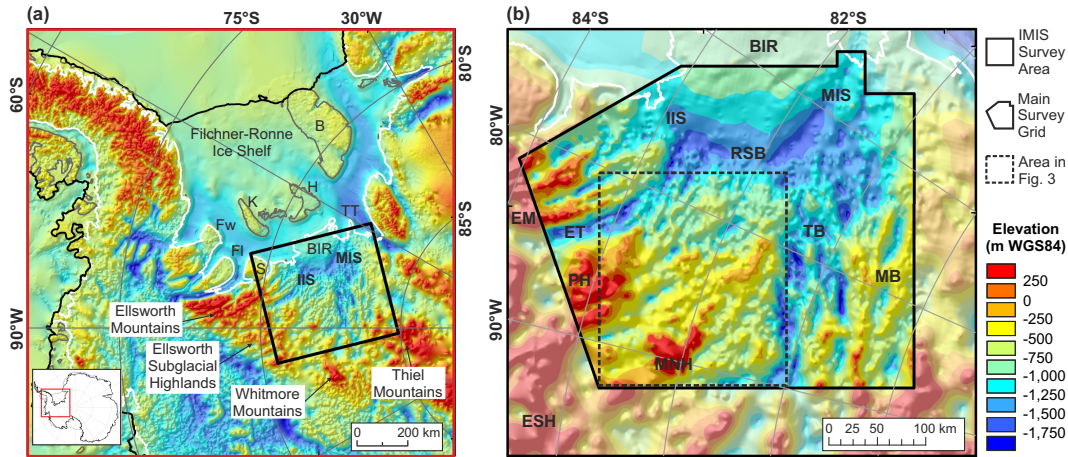 (a)
75°S
30°W
80°S
60°S
B
Filchner-Ronne
Ice Shelf
H
K
TT
85°S
Fw
BIR
FI
MIS
S
IIS
Ellsworth
Mountains
90°W
Ellsworth
Subglacial
Highlands
Thiel
Mountains
Whitmore
Mountains
0 200 km
(b)
84°S
82°S
BIR
MIS
IIS
80°W
RSB
EM
ET
TB
PH
MB
90°W
MNH
ESH
0 25 50 100 km
IMIS
Survey
Area
Main
Survey
Grid
Area in
Fig. 3
Elevation
(m WGS84)
250
0
-250
-500
-750
-1,000
-1,250
-1,500
-1,750